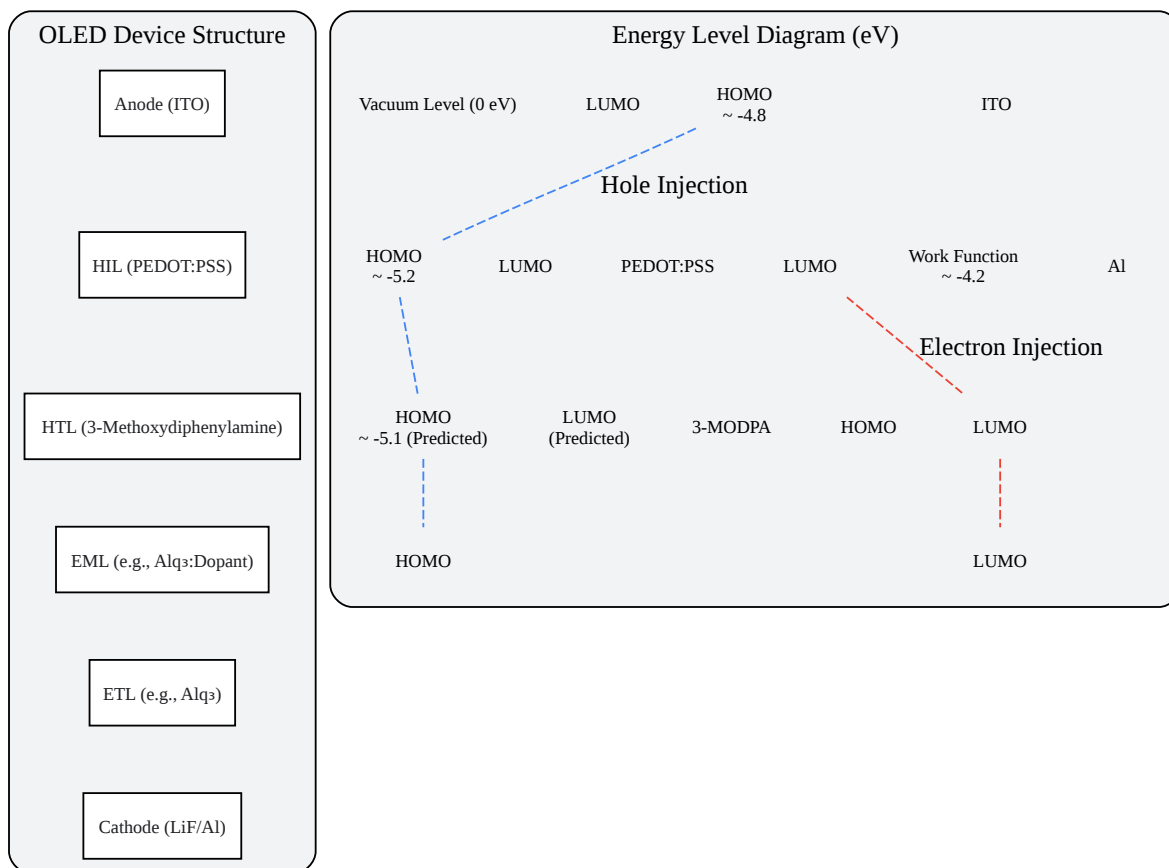 OLED Device Structure
Anode (ITO)
HIL (PEDOT:PSS)
HTL (3-Methoxydiphenylamine)
EML (e.g., Alq₃:Dopant)
ETL (e.g., Alq₃)
Cathode (LiF/Al)
Energy Level Diagram (eV)
Vacuum Level (0 eV)
LUMO
HOMO
~ -4.8
ITO
Hole Injection
HOMO
~ -5.2
LUMO
PEDOT:PSS
LUMO
Work Function
~ -4.2
Al
Electron Injection
HOMO
~ -5.1 (Predicted)
LUMO
(Predicted)
3-MODPA
HOMO
LUMO
HOMO
LUMO